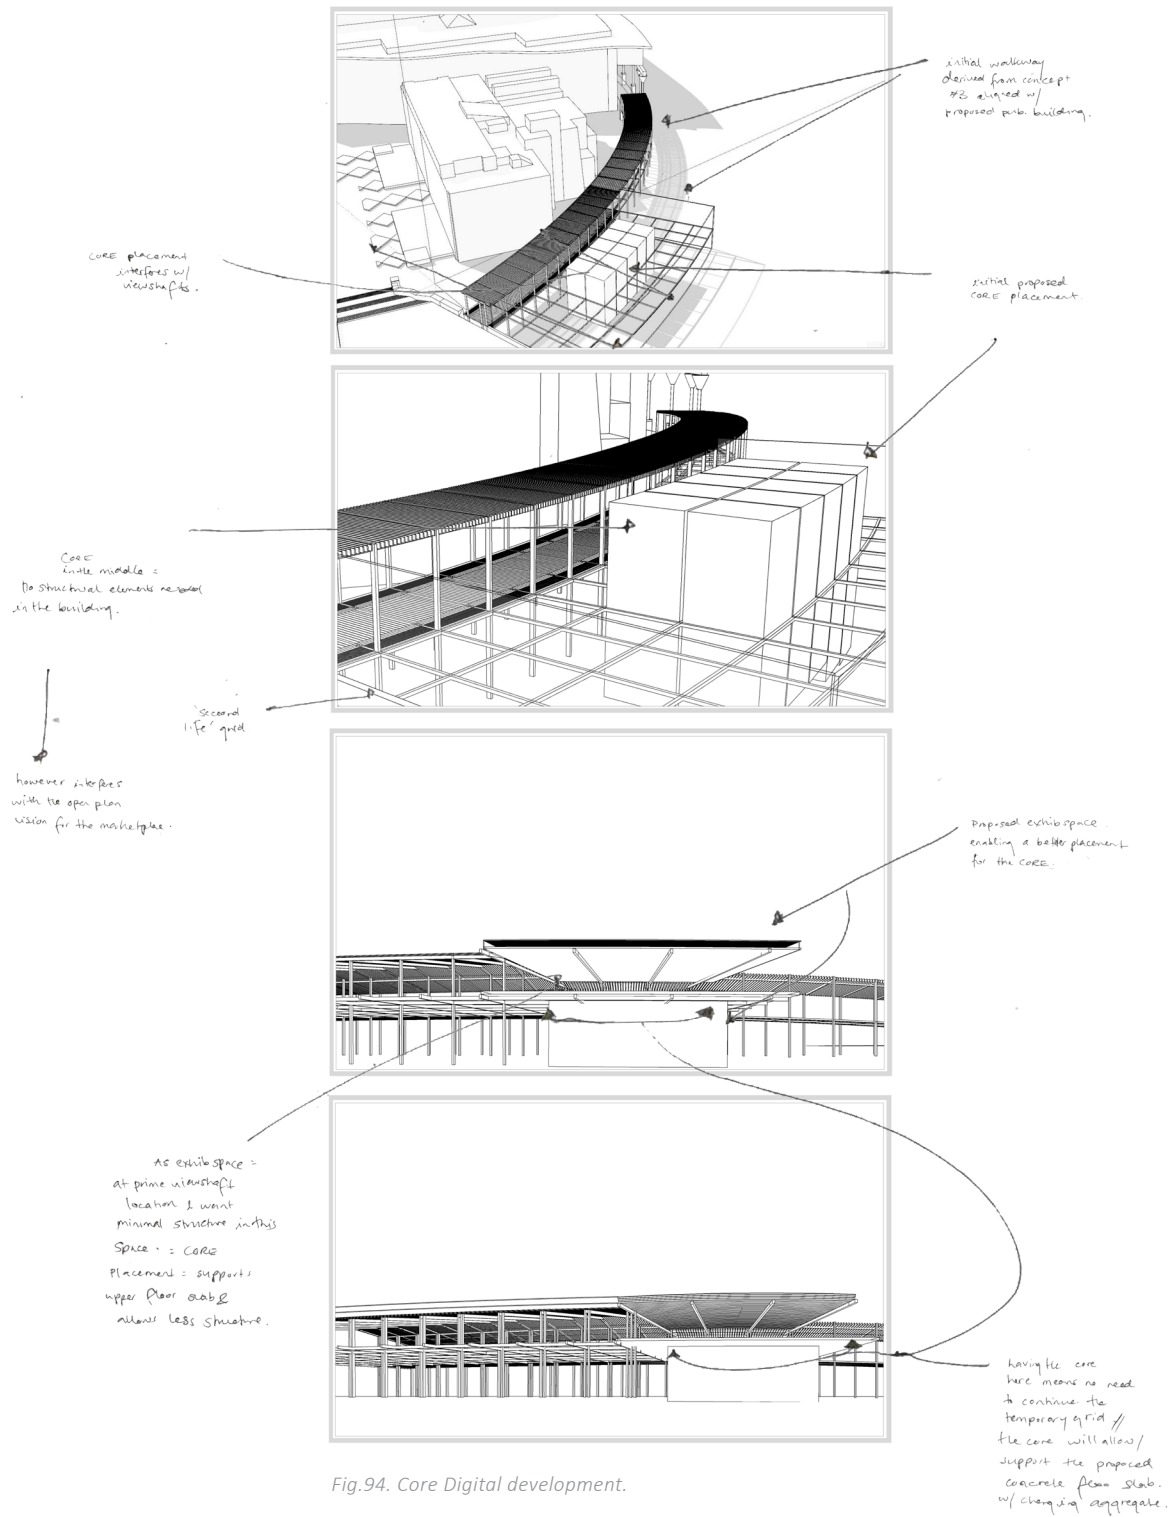 initial walkway
derived from concept
#3 aligned w/
proposed pub. building.
CORE placement
interferes w/
viewshafts.
initial proposed
CORE placement.
CORE
in the middle =
no structural elements needed
in the building.
'second
life' grid
however interferes
with the open plan
vision for the marketplace.
Proposed exhib space.
enabling a better placement
for the CORE.
As exhib space =
at prime viewshaft
location & want
minimal structure in this
space. = CORE
placement = supports
upper floor slab &
allows less structure.
having the core
here means no need
to continue the
temporary grid //
the core will allow/
support the proposed
concrete floor slab.
w/ changing aggregate.
Fig.94. Core Digital development.